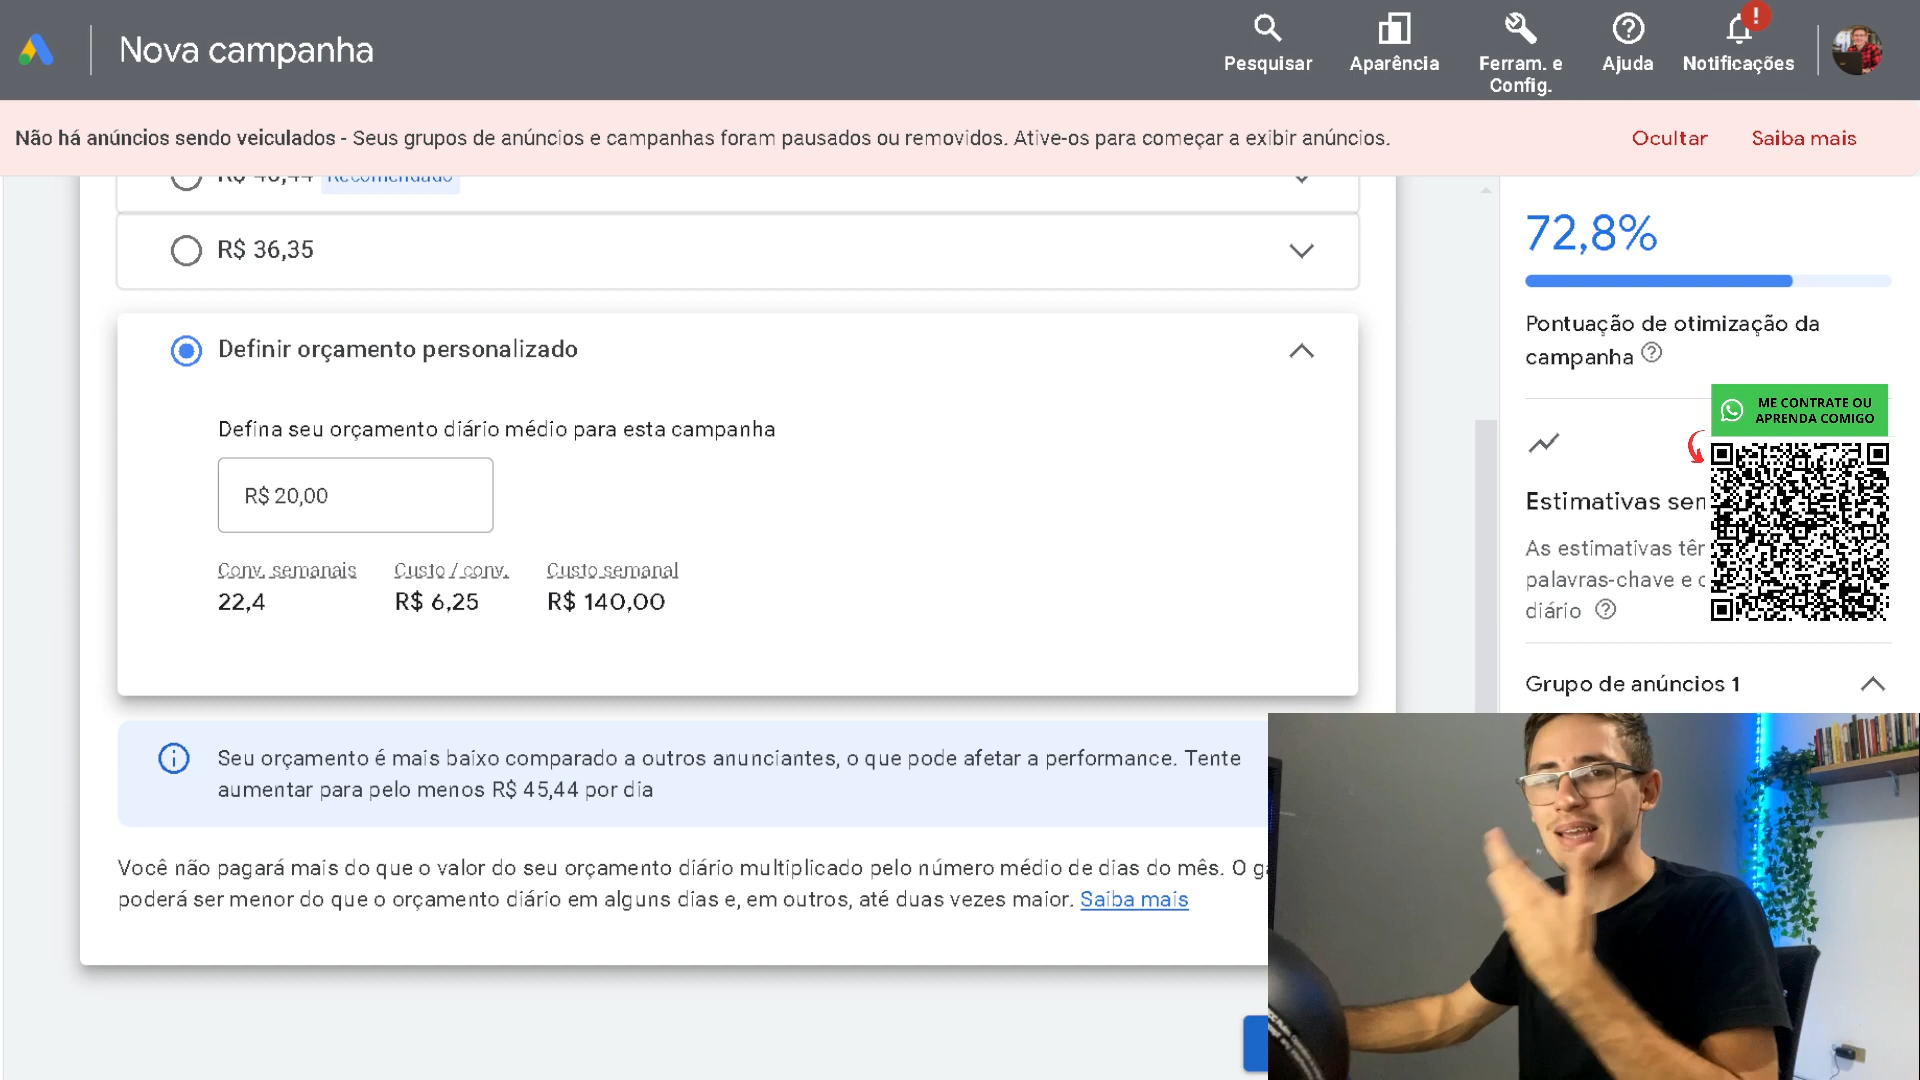 Nova campanha
Pesquisar
Aparência
Ferram. e
Config.
Ajuda
Notificações
Não há anúncios sendo veiculados - Seus grupos de anúncios e campanhas foram pausados ou removidos. Ative-os para começar a exibir anúncios.
Ocultar
Saiba mais
Recomendado
R$ 36,35
Definir orçamento personalizado
Defina seu orçamento diário médio para esta campanha
R$ 20,00
Conv. semanais
Custo / conv.
Custo semanal
22,4
R$ 6,25
R$ 140,00
Seu orçamento é mais baixo comparado a outros anunciantes, o que pode afetar a performance. Tente
aumentar para pelo menos R$ 45,44 por dia
Você não pagará mais do que o valor do seu orçamento diário multiplicado pelo número médio de dias do mês. O
poderá ser menor do que o orçamento diário em alguns dias e, em outros, até duas vezes maior. Saiba mais
72,8%
Pontuação de otimização da
campanha
ME CONTRATE OU
APRENDA COMIGO
Estimativas
As estimativas
palavras-chave e
diário
Grupo de anúncios 1